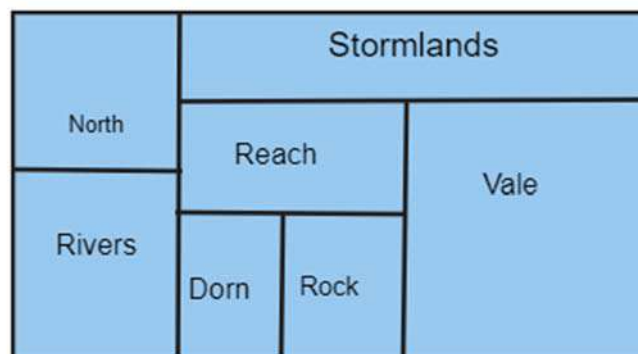 Stormlands
North
Reach
Vale
Rivers
Dorn
Rock